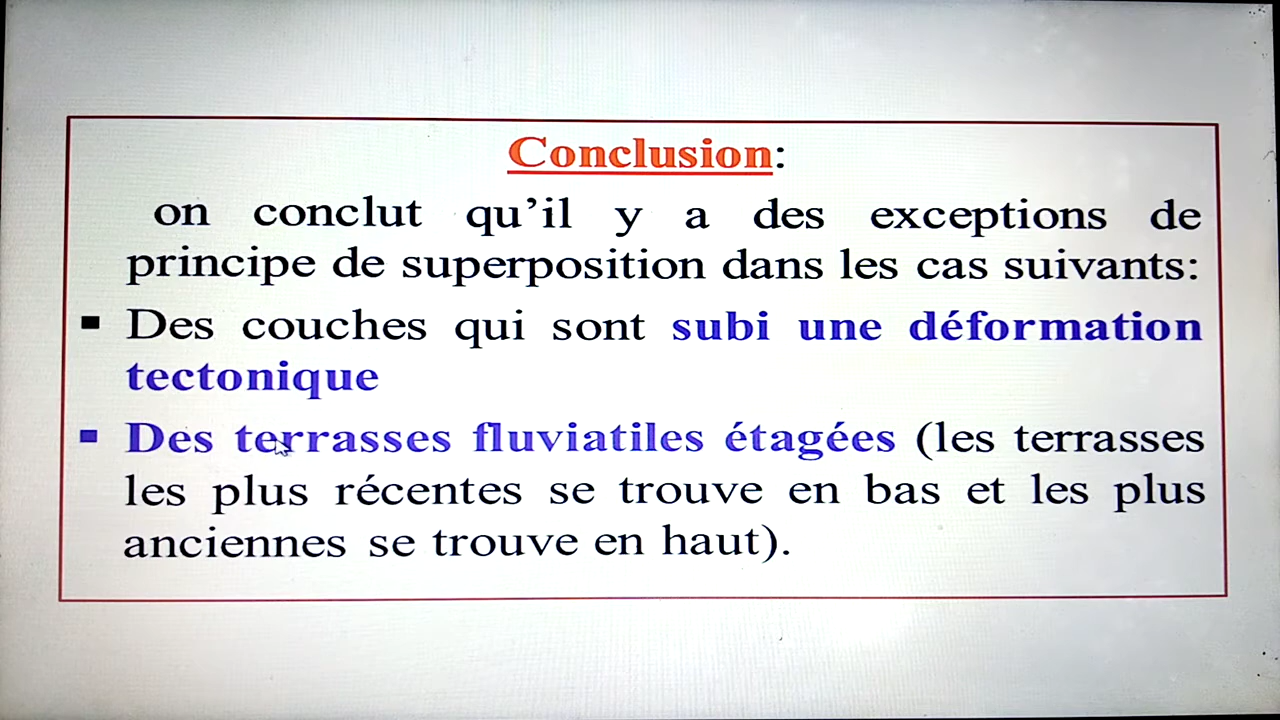 Conclusion:
on conclut qu’il y a des exceptions de
principe de superposition dans les cas suivants:
▪ Des couches qui sont subi une déformation
tectonique
▪ Des terrasses fluviatiles étagées (les terrasses
les plus récentes se trouve en bas et les plus
anciennes se trouve en haut).